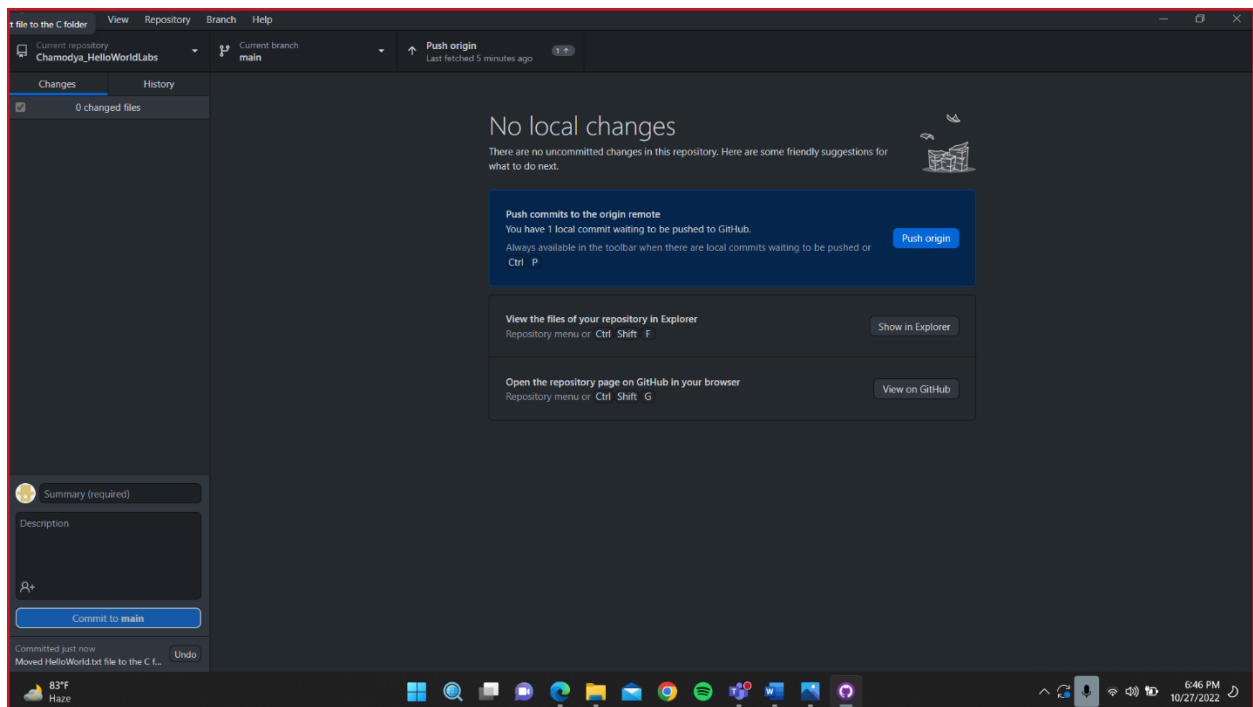 t file to the C folder View Repository Branch Help
Current repository
Chamodya_HelloWorldLabs
Current branch
main
Push origin
Last fetched 5 minutes ago
1
Changes History
0 changed files
No local changes
There are no uncommitted changes in this repository. Here are some friendly suggestions for
what to do next.
Push commits to the origin remote
You have 1 local commit waiting to be pushed to GitHub.
Always available in the toolbar when there are local commits waiting to be pushed or
Ctrl P
Push origin
View the files of your repository in Explorer
Repository menu or Ctrl Shift F
Show in Explorer
Open the repository page on GitHub in your browser
Repository menu or Ctrl Shift G
View on GitHub
Summary (required)
Description
Commit to main
Committed just now
Moved HelloWorld.txt file to the C f...
Undo
83°F
Haze
6:46 PM
10/27/2022